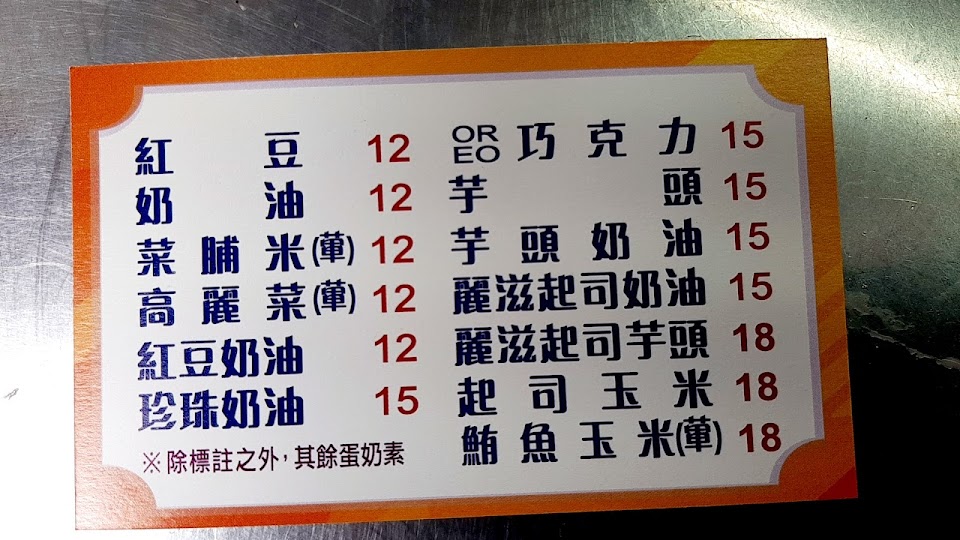 紅豆 12
奶油 12
菜脯米(葷) 12
高麗菜(葷) 12
紅豆奶油 12
珍珠奶油 15
※除標註之外，其餘蛋奶素
OREO巧克力 15
芋頭 15
芋頭奶油 15
麗滋起司奶油 15
麗滋起司芋頭 18
起司玉米 18
鮪魚玉米(葷) 18